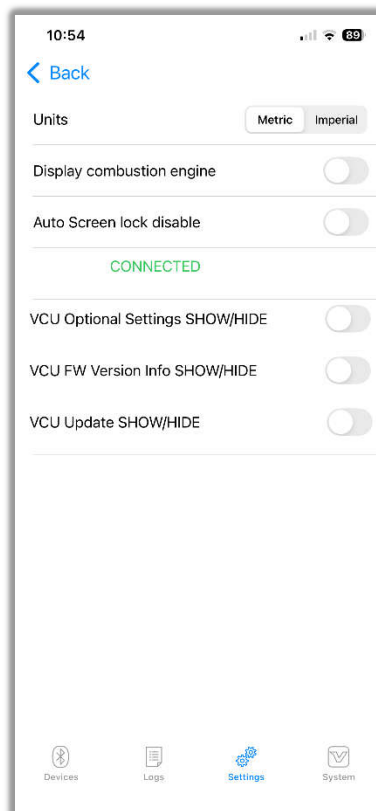 10:54
89
Back
Units Metric Imperial
Display combustion engine
Auto Screen lock disable
CONNECTED
VCU Optional Settings SHOW/HIDE
VCU FW Version Info SHOW/HIDE
VCU Update SHOW/HIDE
Devices Logs Settings System